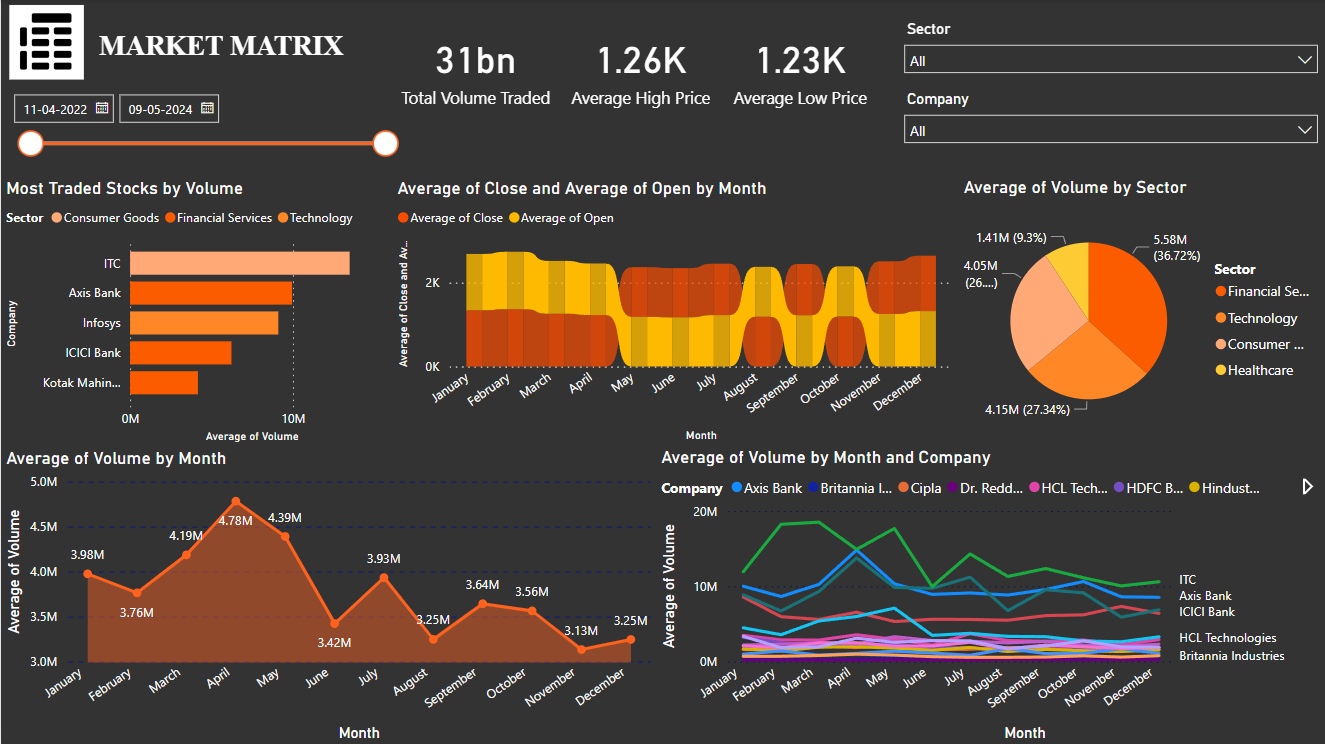 MARKET MATRIX
11-04-2022
09-05-2024
31bn
Total Volume Traded
1.26K
Average High Price
1.23K
Average Low Price
Sector
All
Company
All
Most Traded Stocks by Volume
Sector Consumer Goods Financial Services Technology
Company
ITC
Axis Bank
Infosys
ICICI Bank
Kotak Mahin...
0M 10M
Average of Volume
Average of Close and Average of Open by Month
Average of Close Average of Open
Average of Close and Av...
2K
0K
January February March April May June July August September October November December
Month
Average of Volume by Sector
1.41M (9.3%)
5.58M
(36.72%)
4.05M
(26....)
4.15M (27.34%)
Sector
Financial Se...
Technology
Consumer ...
Healthcare
Average of Volume by Month
Average of Volume
5.0M
4.5M
4.0M
3.5M
3.0M
3.98M
3.76M
4.19M
4.78M
4.39M
3.42M
3.93M
3.25M
3.64M
3.56M
3.13M
3.25M
January February March April May June July August September October November December
Month
Average of Volume by Month and Company
Company Axis Bank Britannia I... Cipla Dr. Redd... HCL Tech... HDFC B... Hindust...
Average of Volume
20M
10M
0M
ITC
Axis Bank
ICICI Bank
HCL Technologies
Britannia Industries
January February March April May June July August September October November December
Month